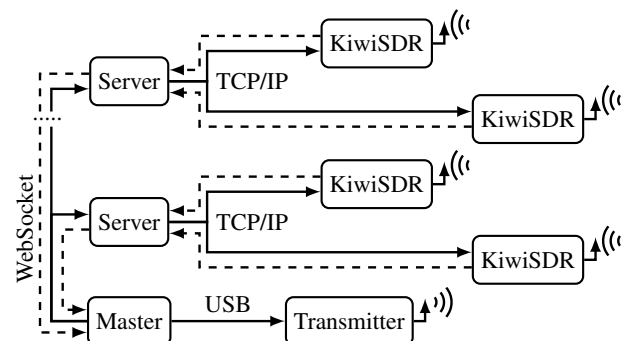 KiwiSDR
Server
TCP/IP
KiwiSDR
WebSocket
KiwiSDR
Server
TCP/IP
KiwiSDR
Master
USB
Transmitter